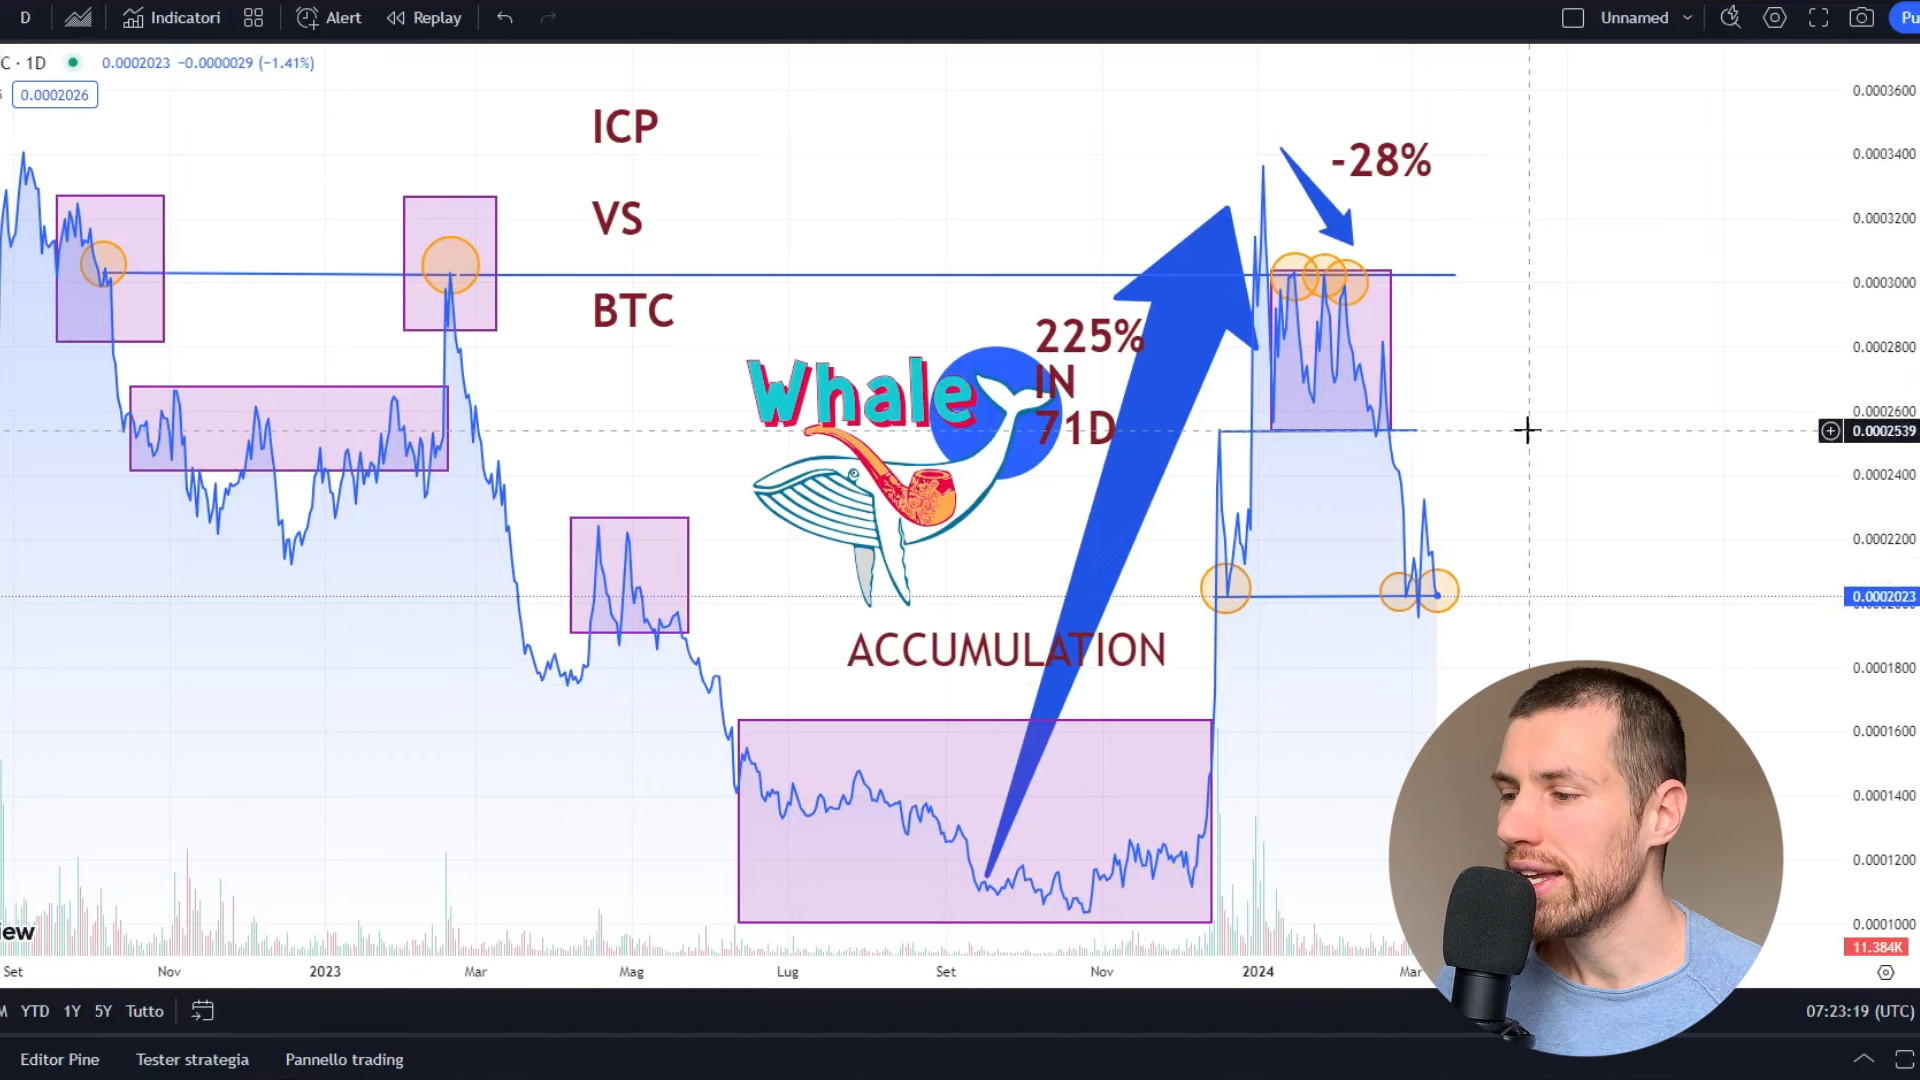 D Indicatori Alert Replay Unnamed Pu
C · 1D 0.0002023 −0.0000029 (−1.41%)
0.0002026
ICP
VS
BTC
-28%
225%
IN
71D
Whale
ACCUMULATION
0.0003600
0.0003400
0.0003200
0.0003000
0.0002800
0.0002600
0.0002539
0.0002400
0.0002200
0.0002023
0.0001800
0.0001600
0.0001400
0.0001200
0.0001000
11.384K
iew
Set Nov 2023 Mar Mag Lug Set Nov 2024 Mar
M YTD 1Y 5Y Tutto 07:23:19 (UTC)
Editor Pine Tester strategia Pannello trading